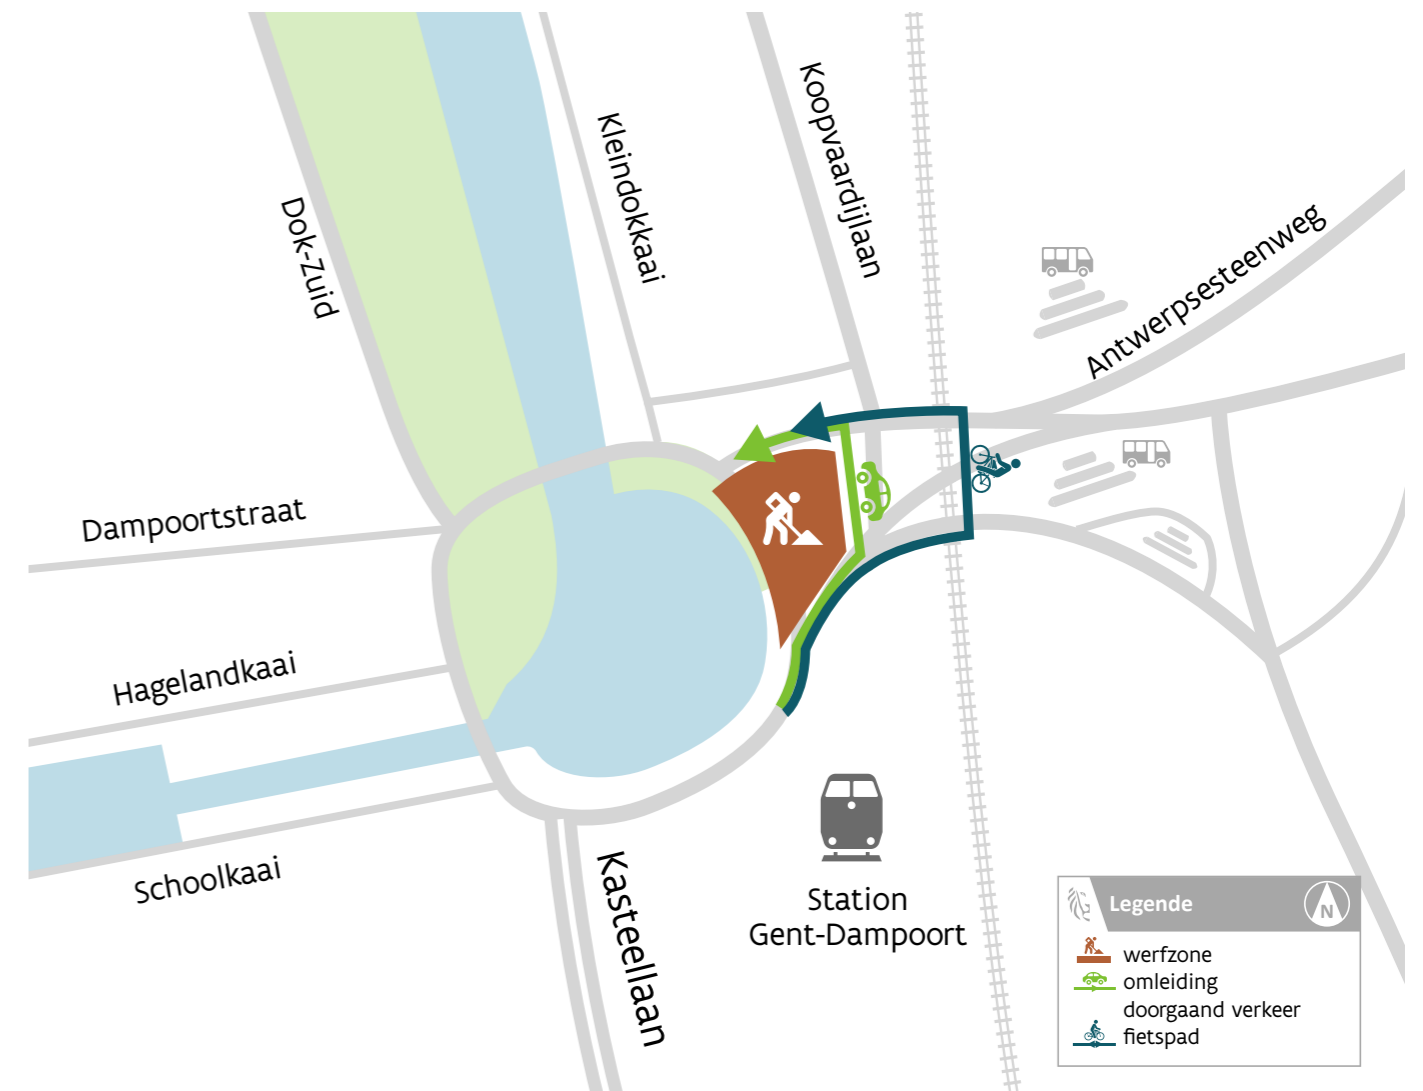 Koopvaardijlaan
Kleindokkaai
Dok-Zuid
Antwerpsesteenweg
Dampoortstraat
Hagelandkaai
Schoolkaai
Kasteellaan
Station
Gent-Dampoort
Legende
N
werfzone
omleiding
doorgaand verkeer
fietspad